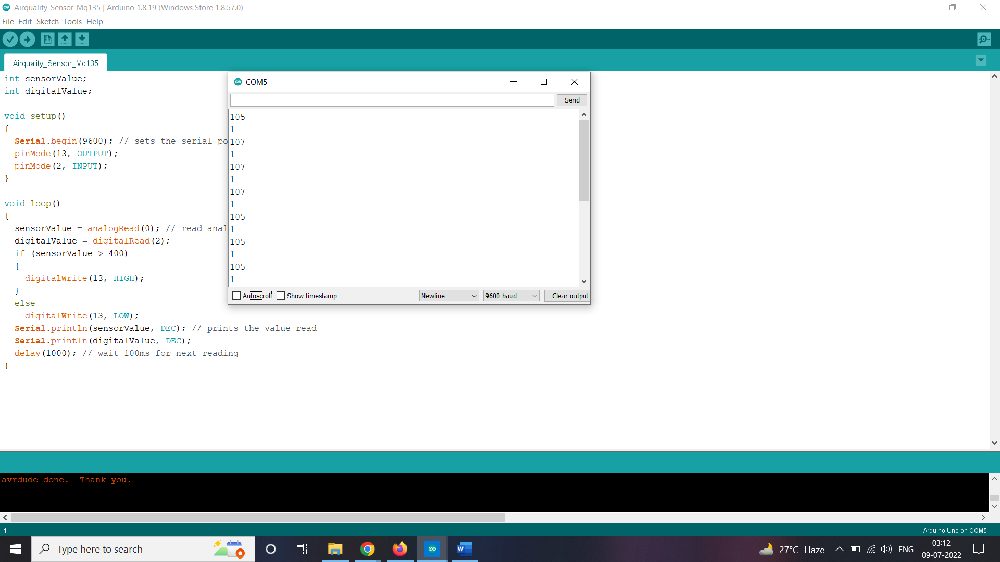 Airquality_Sensor_Mq135 | Arduino 1.8.19 (Windows Store 1.8.57.0)
File Edit Sketch Tools Help
Airquality_Sensor_Mq135
int sensorValue;
int digitalValue;
void setup()
{
Serial.begin(9600); // sets the serial po
pinMode(13, OUTPUT);
pinMode(2, INPUT);
}
void loop()
{
sensorValue = analogRead(0); // read anal
digitalValue = digitalRead(2);
if (sensorValue > 400)
{
digitalWrite(13, HIGH);
}
else
digitalWrite(13, LOW);
Serial.println(sensorValue, DEC); // prints the value read
Serial.println(digitalValue, DEC);
delay(1000); // wait 100ms for next reading
}
COM5
Send
105
1
107
1
107
1
107
1
105
1
105
1
105
1
Autoscroll Show timestamp Newline 9600 baud Clear output
avrdude done.  Thank you.
1 Arduino Uno on COM5
Type here to search
27°C Haze ENG 03:12
09-07-2022